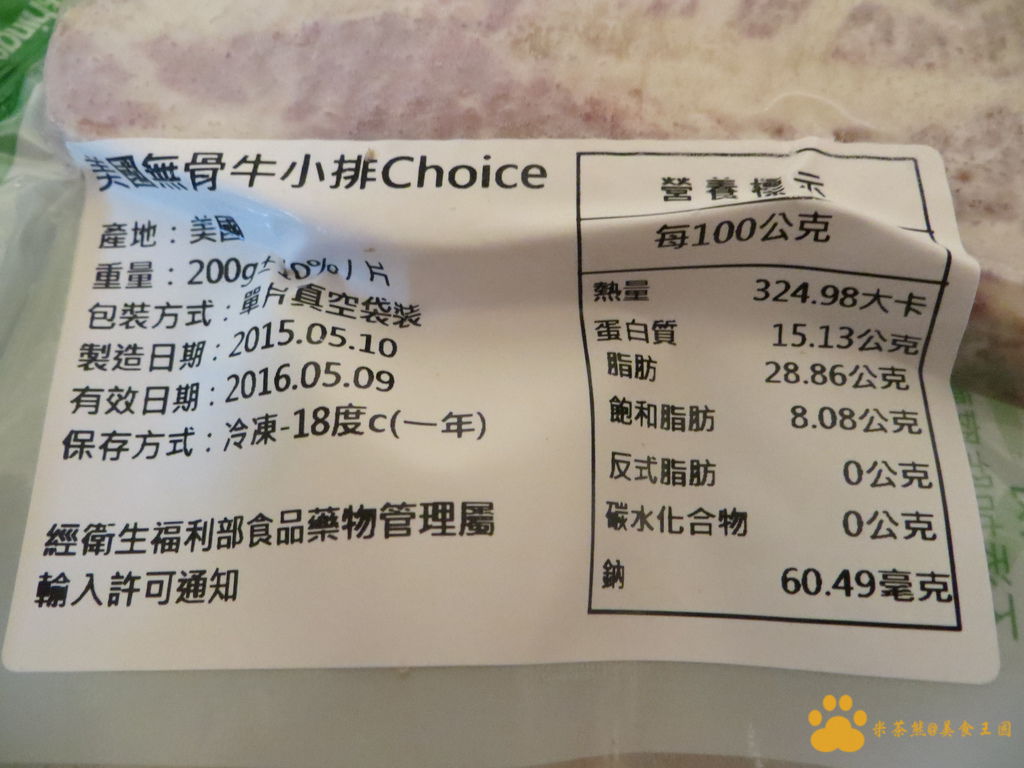 美國無骨牛小排Choice
產地：美國
重量：200g±10%/片
包裝方式：單片真空袋裝
製造日期：2015.05.10
有效日期：2016.05.09
保存方式：冷凍-18度c(一年)
經衛生福利部食品藥物管理屬
輸入許可通知
營養標示
每100公克
熱量 324.98大卡
蛋白質 15.13公克
脂肪 28.86公克
飽和脂肪 8.08公克
反式脂肪 0公克
碳水化合物 0公克
鈉 60.49毫克
米茶熊@美食王國